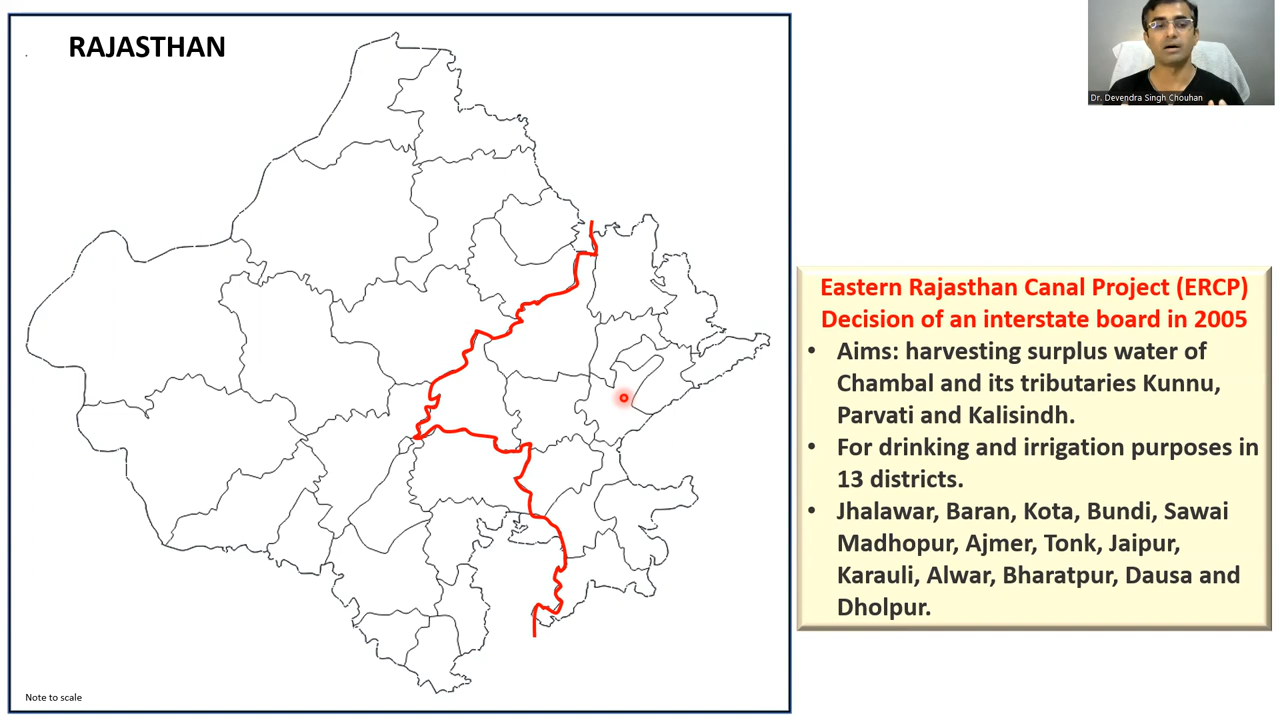 RAJASTHAN
Dr. Devendra Singh Chouhan
Eastern Rajasthan Canal Project (ERCP)
Decision of an interstate board in 2005
• Aims: harvesting surplus water of
Chambal and its tributaries Kunnu,
Parvati and Kalisindh.
• For drinking and irrigation purposes in
13 districts.
• Jhalawar, Baran, Kota, Bundi, Sawai
Madhopur, Ajmer, Tonk, Jaipur,
Karauli, Alwar, Bharatpur, Dausa and
Dholpur.
Note to scale